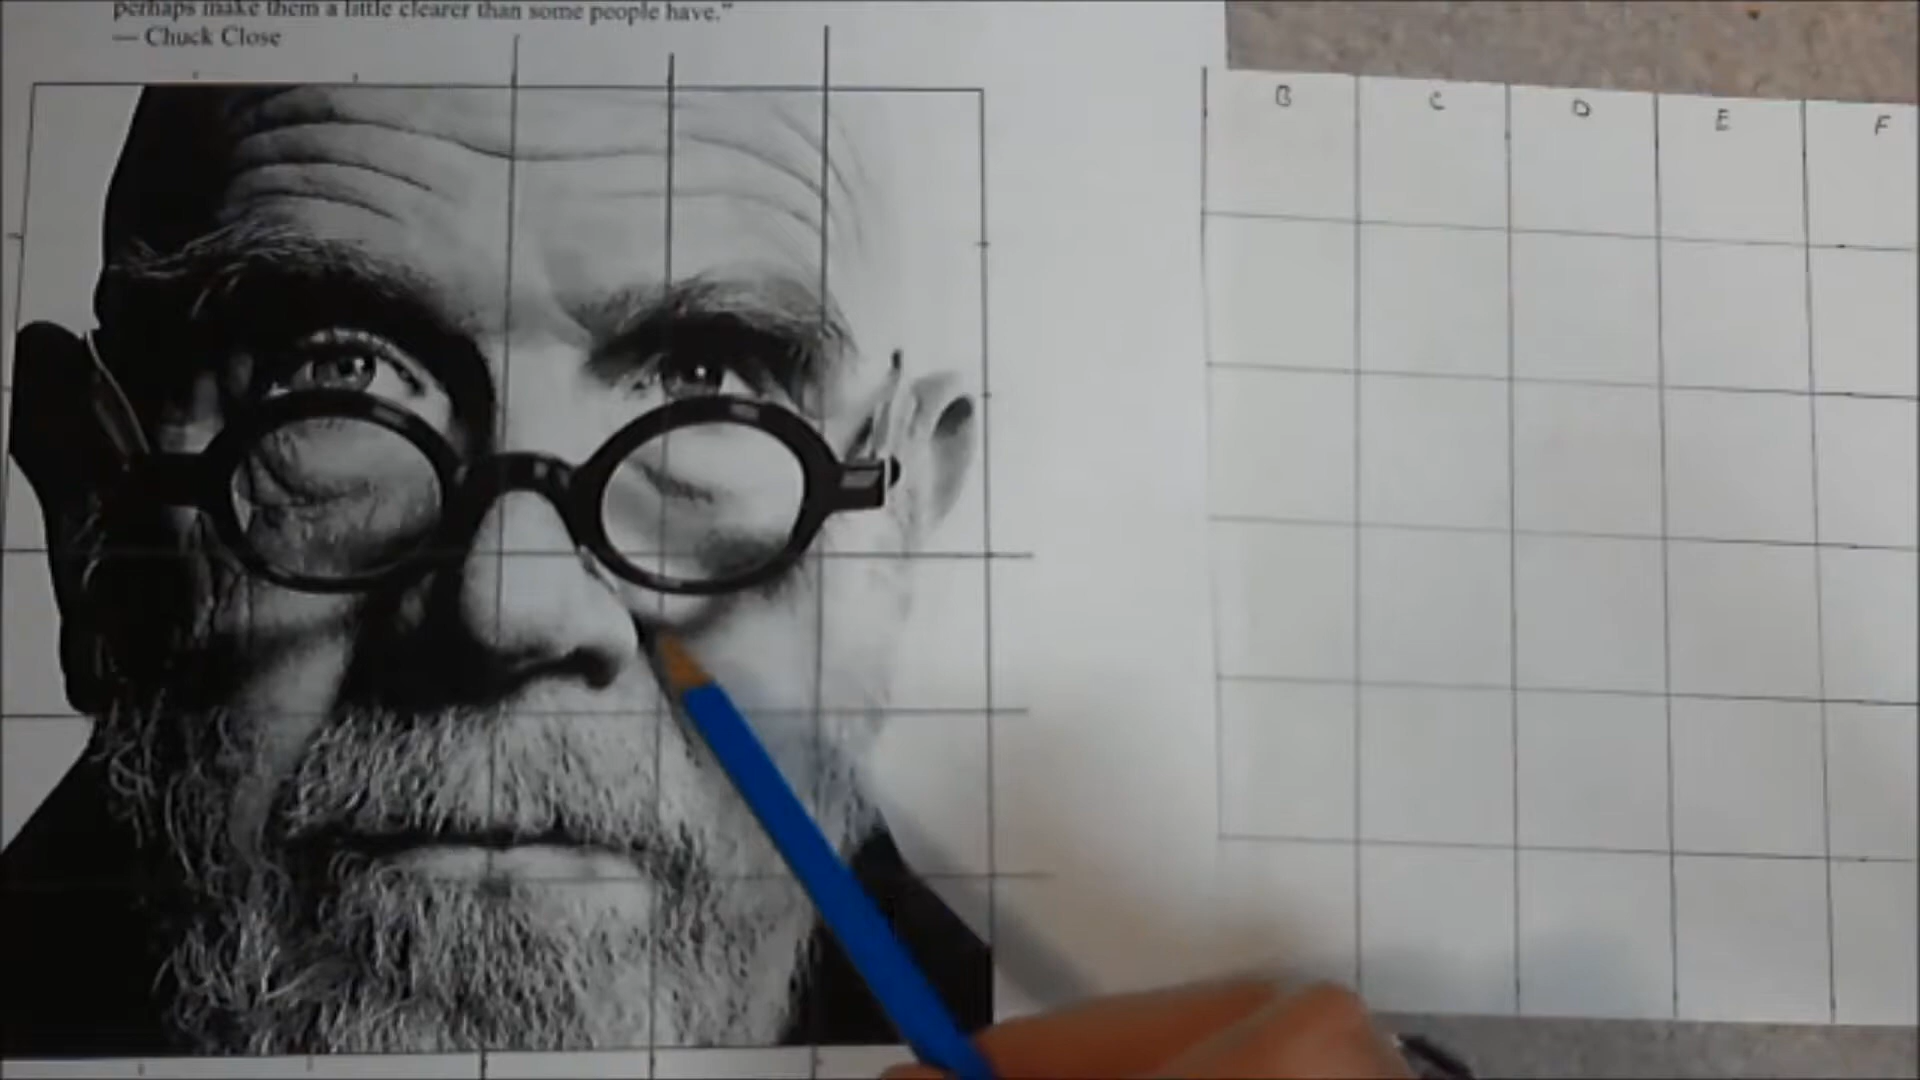 perhaps make them a little clearer than some people have."
— Chuck Close
B C D E F